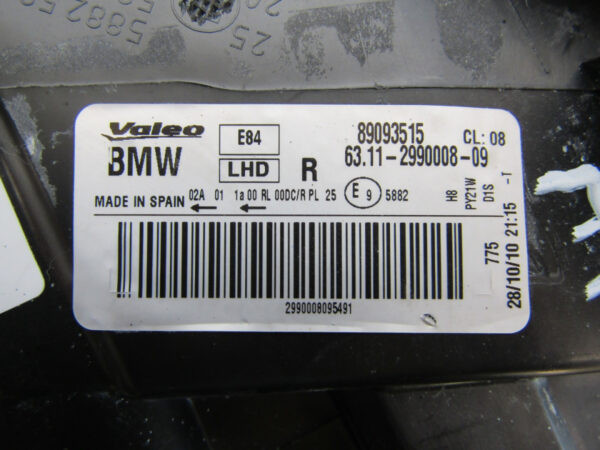 Valeo E84 89093515 CL: 08
BMW LHD R 63.11-2990008-09
MADE IN SPAIN 02A 01 1a 00 RL 00DC/R PL 25 E 9 5882
H8
PY21W
D1S -T
775
28/10/10 21:15
2990008095491
25